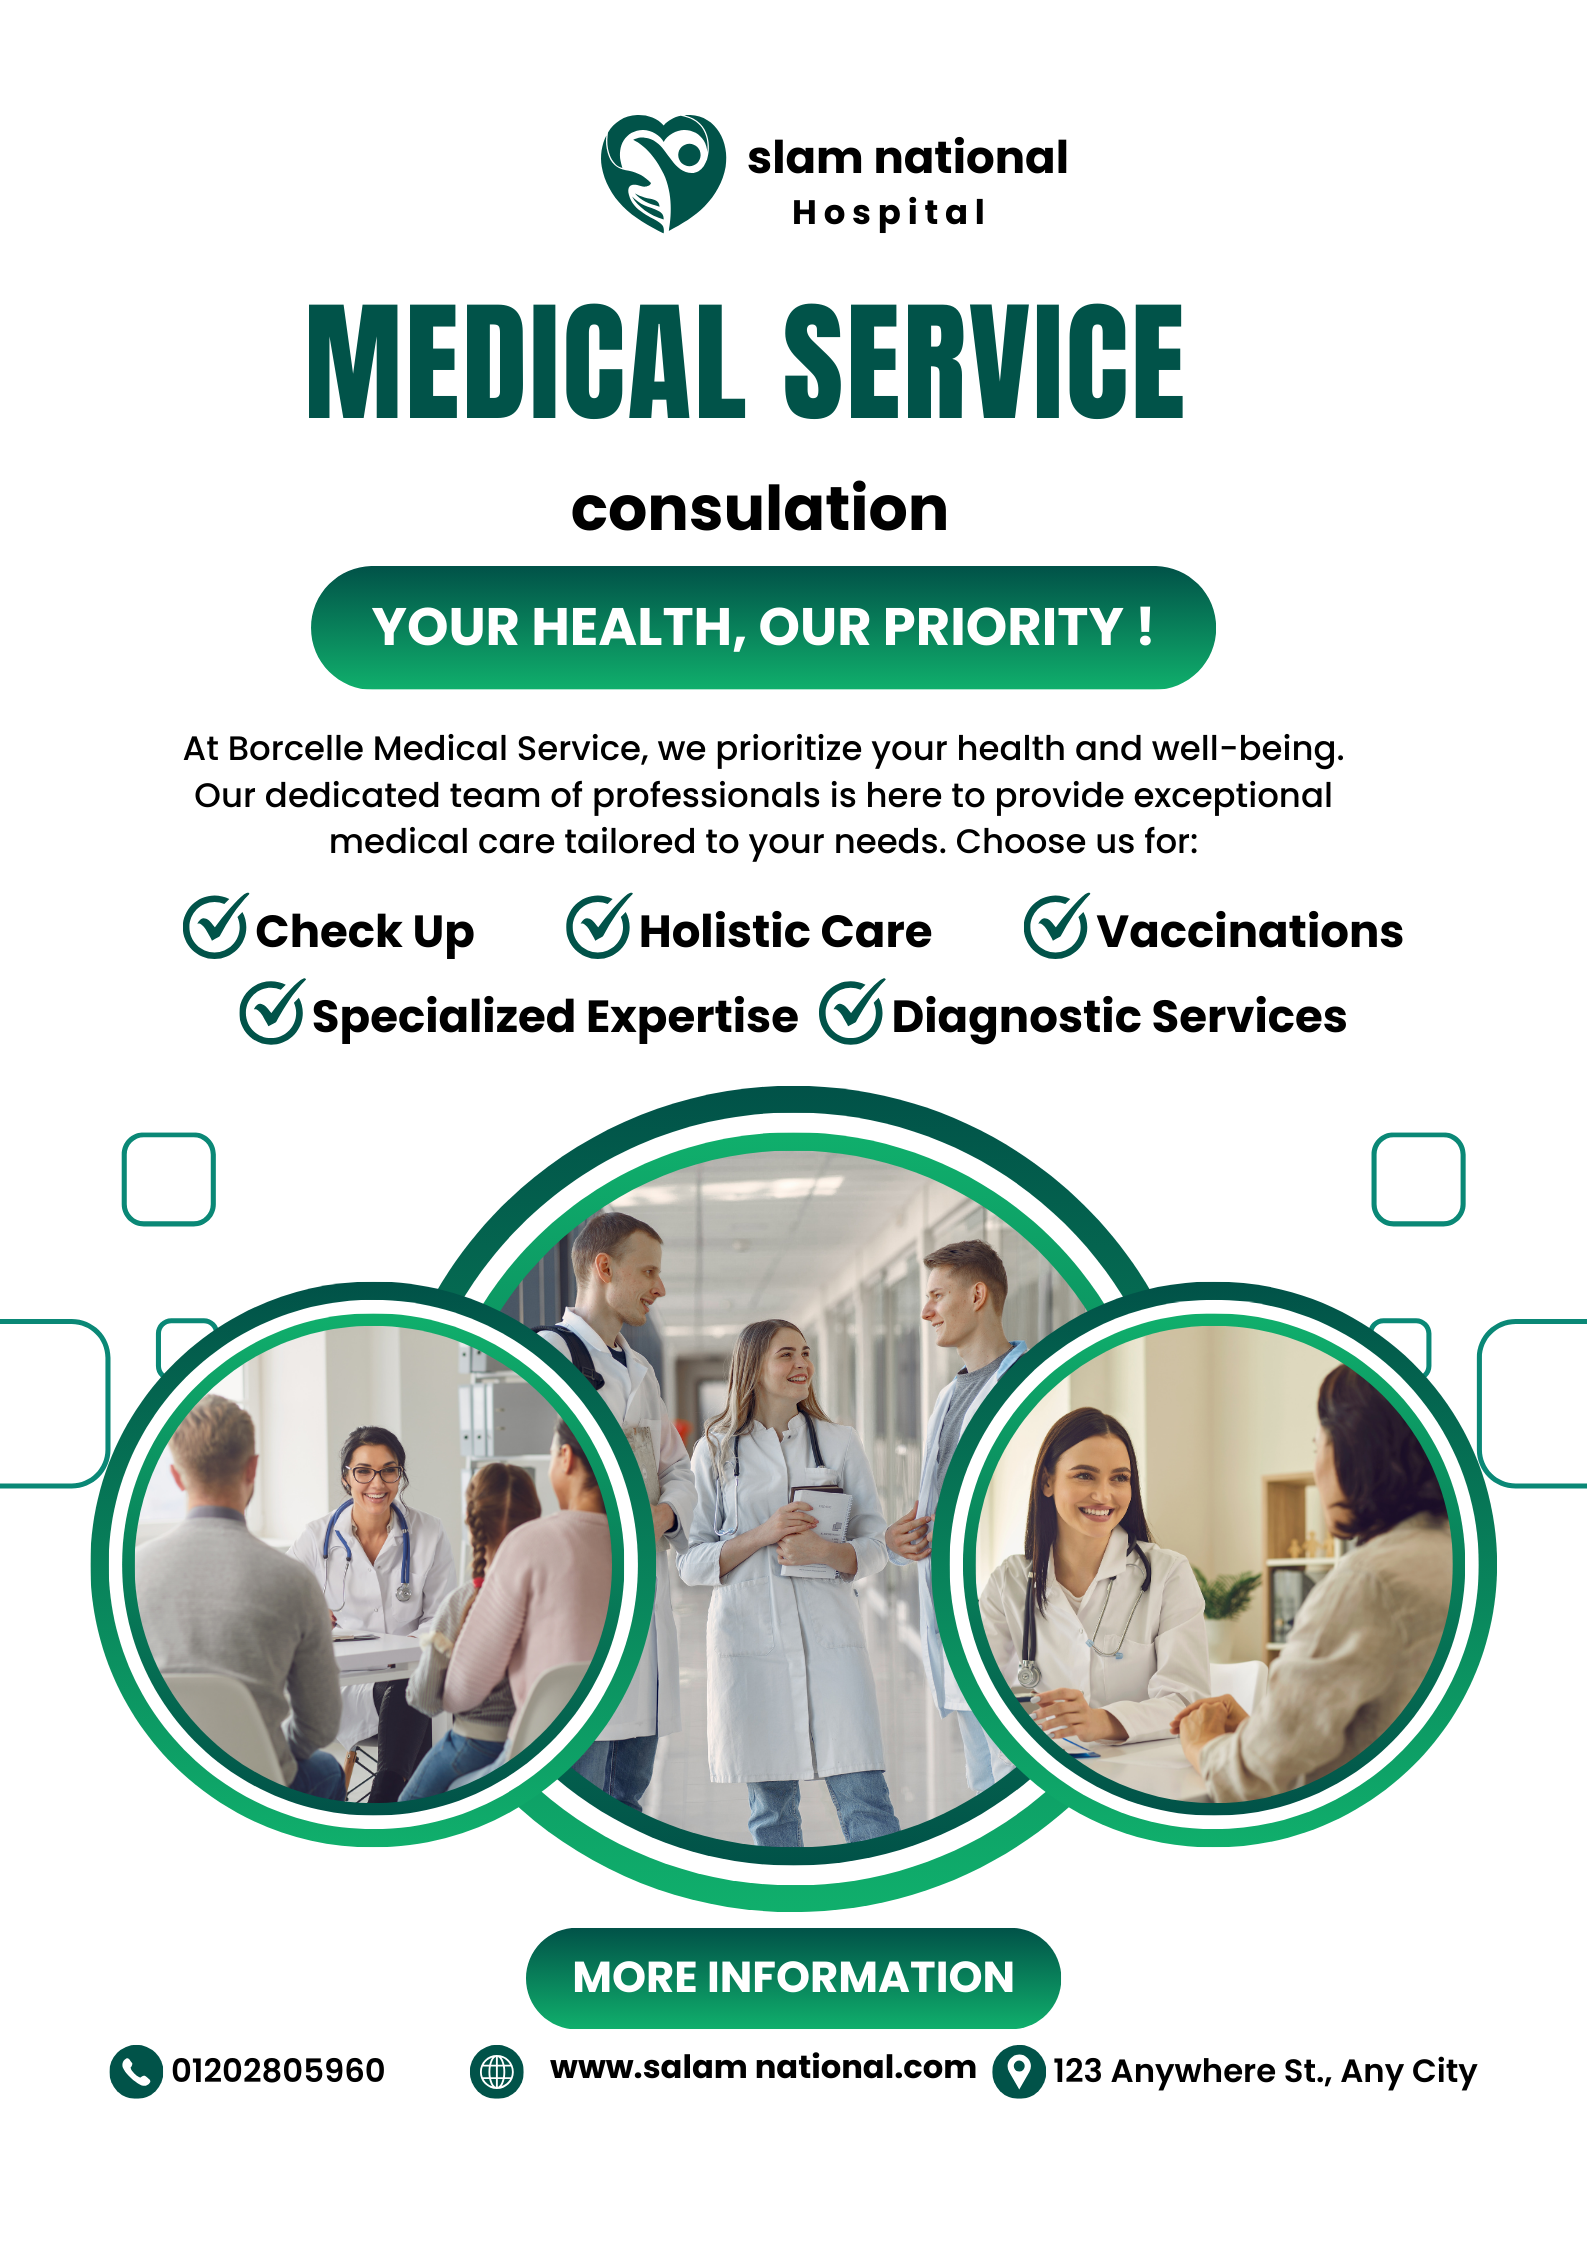 slam national
Hospital
MEDICAL SERVICE
consulation
YOUR HEALTH, OUR PRIORITY !
At Borcelle Medical Service, we prioritize your health and well-being.
Our dedicated team of professionals is here to provide exceptional
medical care tailored to your needs. Choose us for:
Check Up Holistic Care Vaccinations
Specialized Expertise Diagnostic Services
MORE INFORMATION
01202805960 www.salam national.com 123 Anywhere St., Any City